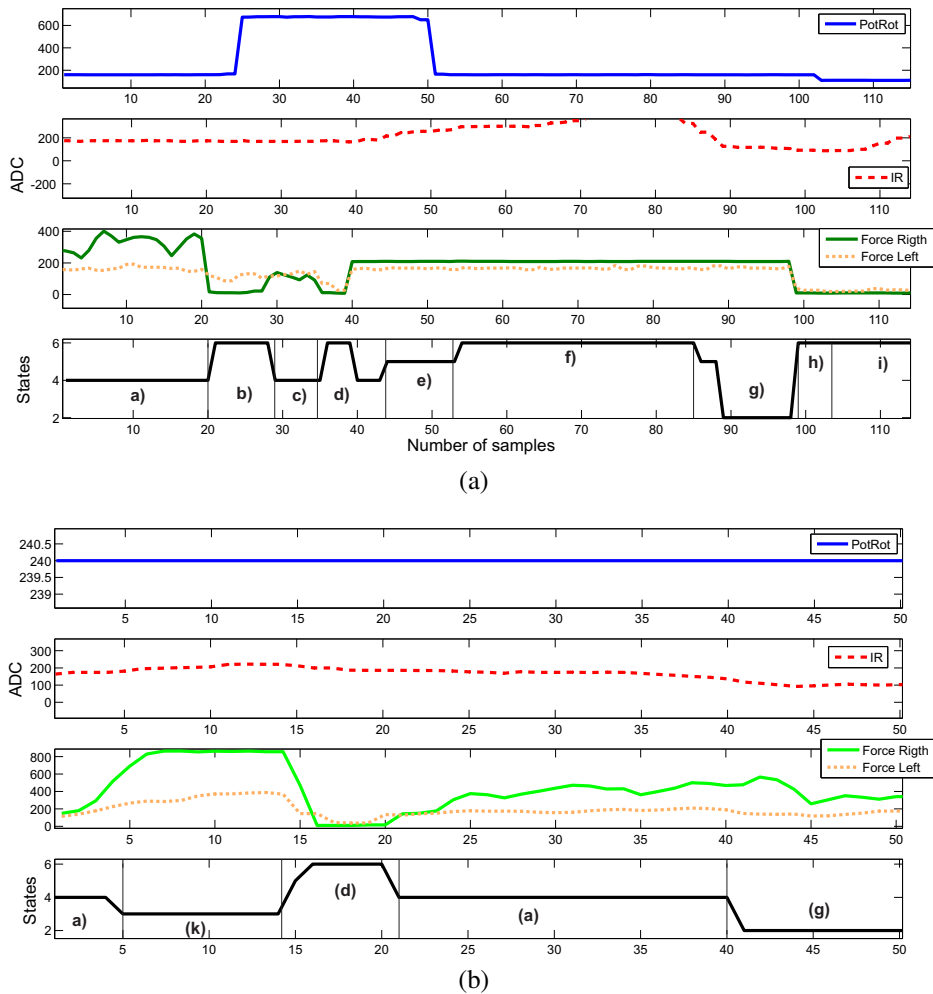 600
400
200
PotRot
10 20 30 40 50 60 70 80 90 100 110
ADC
200
0
-200
IR
10 20 30 40 50 60 70 80 90 100 110
400
200
0
Force Rigth
Force Left
10 20 30 40 50 60 70 80 90 100 110
States
6
4
2
a) b) c) d) e) f) g) h) i)
10 20 30 40 50 60 70 80 90 100 110
Number of samples
(a)
240.5
240
239.5
239
PotRot
5 10 15 20 25 30 35 40 45 50
ADC
300
200
100
0
IR
5 10 15 20 25 30 35 40 45 50
800
600
400
200
0
Force Rigth
Force Left
5 10 15 20 25 30 35 40 45 50
States
6
4
2
a) (k) (d) (a) (g)
5 10 15 20 25 30 35 40 45 50
(b)